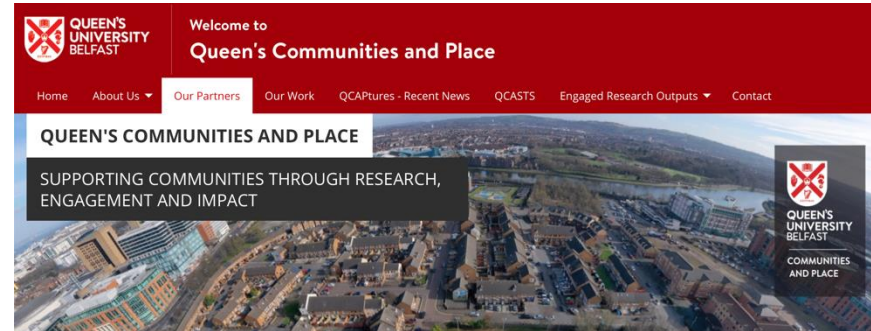 QUEEN'S
UNIVERSITY
BELFAST
Welcome to
Queen's Communities and Place
Home About Us Our Partners Our Work QCAPtures - Recent News QCASTS Engaged Research Outputs Contact
QUEEN'S COMMUNITIES AND PLACE
SUPPORTING COMMUNITIES THROUGH RESEARCH,
ENGAGEMENT AND IMPACT
QUEEN'S
UNIVERSITY
BELFAST
COMMUNITIES
AND PLACE